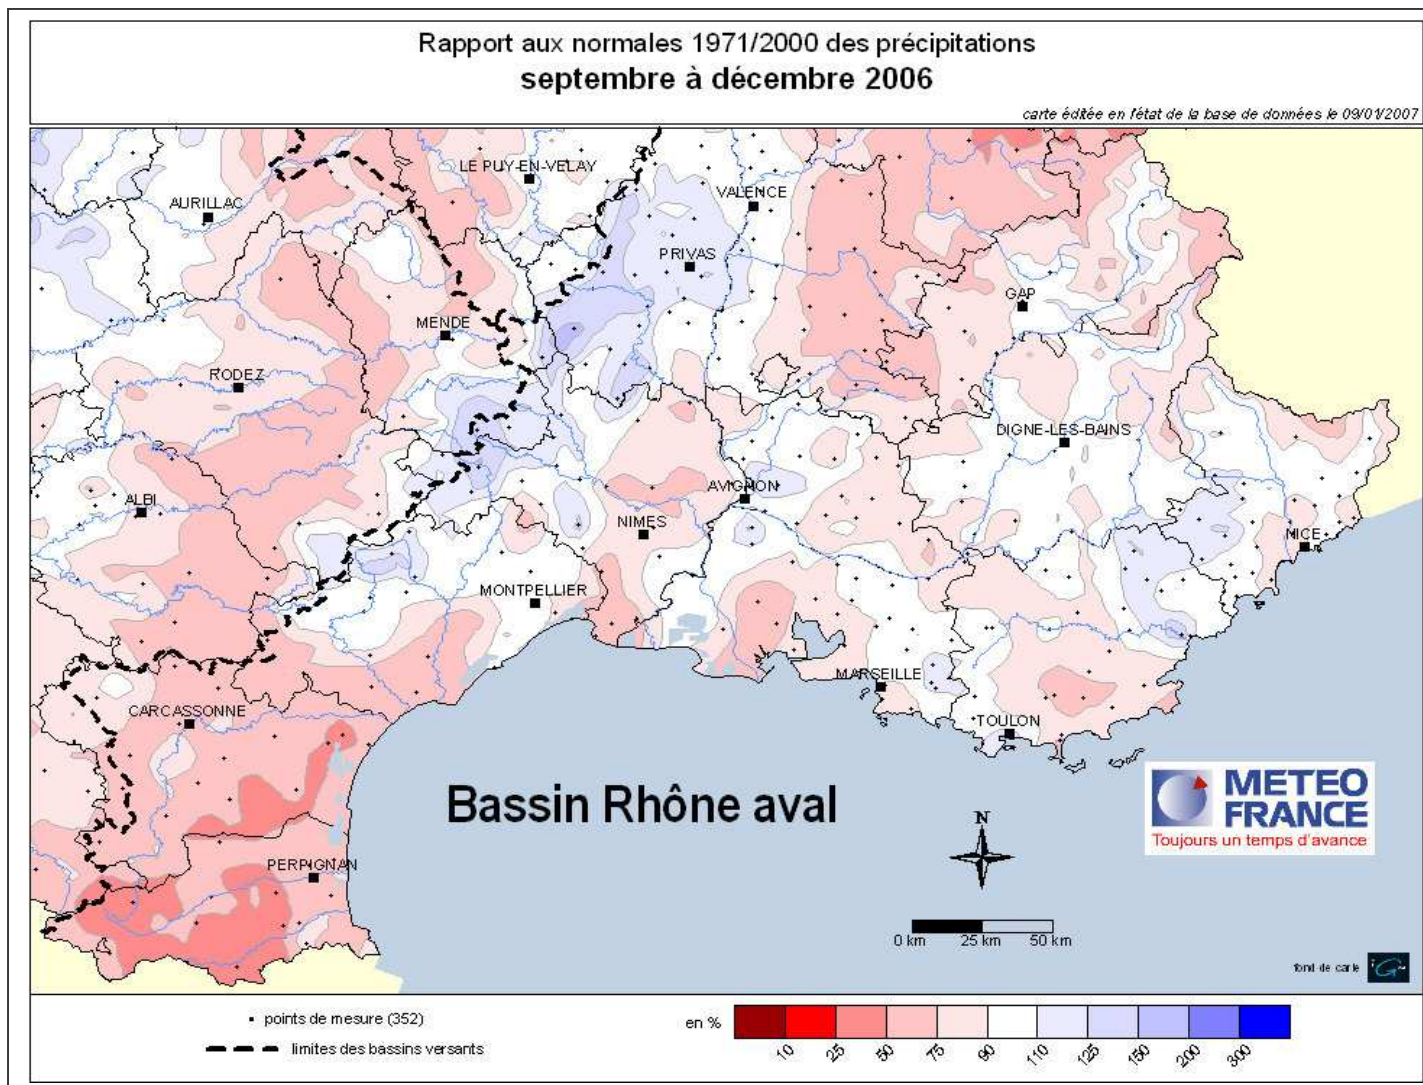 Rapport aux normales 1971/2000 des précipitations
septembre à décembre 2006
carte éditée en l'état de la base de données le 09/01/2007
LE PUY-EN-VELAY
AURILLAC
VALENCE
PRIVAS
GAP
MENDE
RODEZ
DIGNE-LES-BAINS
ALBI
AVIGNON
NIMES
NICE
MONTPELLIER
MARSEILLE
CARCASSONNE
TOULON
Bassin Rhône aval
METEO
FRANCE
Toujours un temps d'avance
N
PERPIGNAN
0 km 25 km 50 km
fond de carte
points de mesure (352)
limites des bassins versants
en %
10 25 50 75 90 110 125 150 200 300